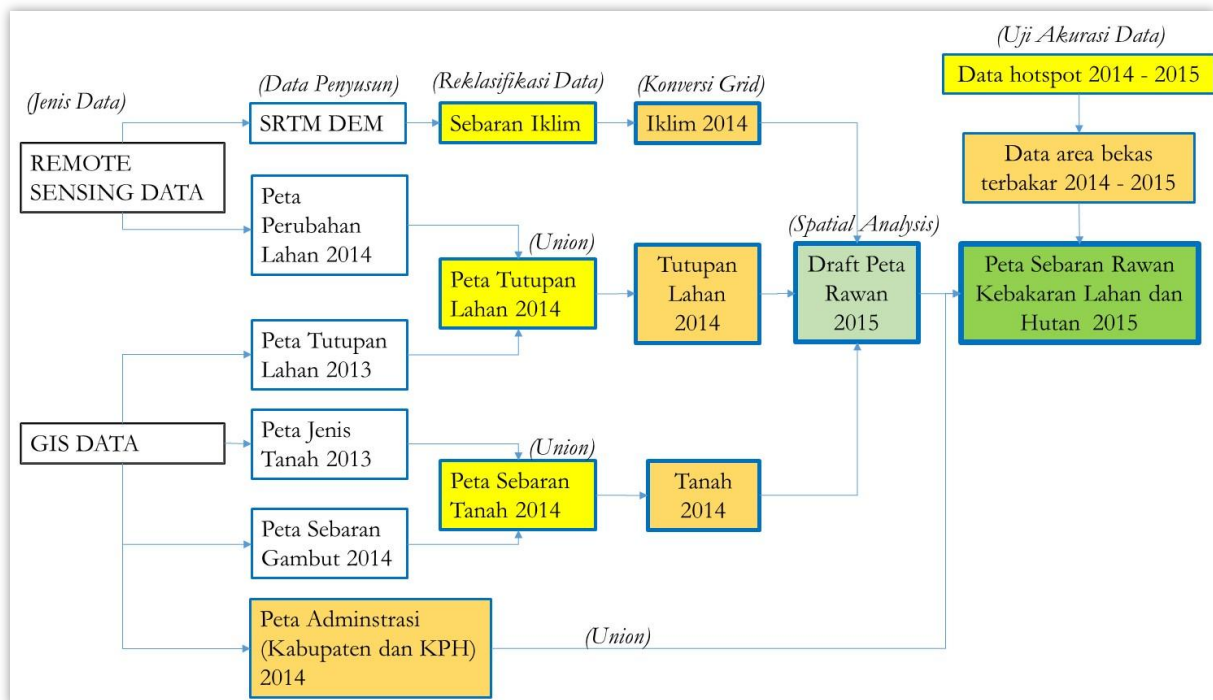 (Uji Akurasi Data)
Data hotspot 2014 - 2015
(Jenis Data)
(Data Penyusun)
(Reklasifikasi Data)
(Konversi Grid)
SRTM DEM
Sebaran Iklim
Iklim 2014
REMOTE
SENSING DATA
Data area bekas
terbakar 2014 - 2015
Peta
Perubahan
Lahan 2014
(Union)
(Spatial Analysis)
Peta Tutupan
Lahan 2014
Tutupan
Lahan
2014
Draft Peta
Rawan
2015
Peta Sebaran Rawan
Kebakaran Lahan dan
Hutan 2015
Peta Tutupan
Lahan 2013
GIS DATA
Peta Jenis
Tanah 2013
(Union)
Peta Sebaran
Tanah 2014
Tanah
2014
Peta Sebaran
Gambut 2014
Peta Adminstrasi
(Kabupaten dan KPH)
2014
(Union)